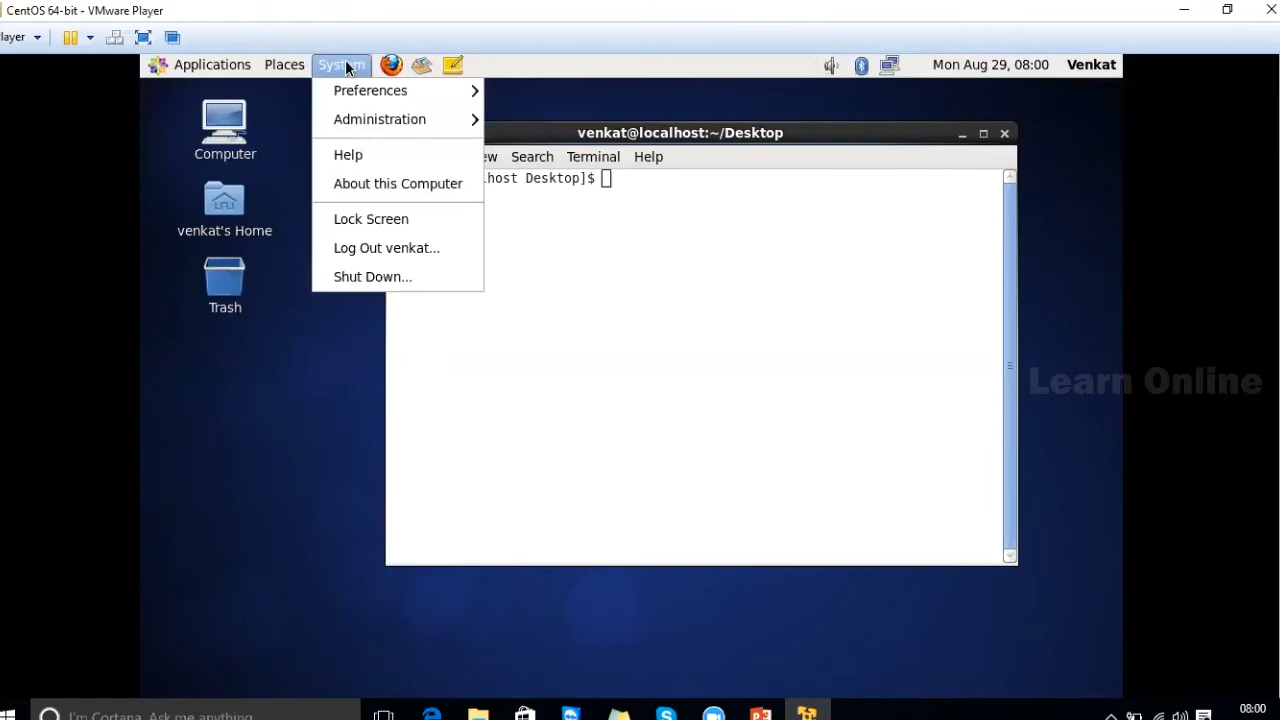 CentOS 64-bit - VMware Player
layer
Applications Places System Mon Aug 29, 08:00 Venkat
Preferences
Administration
Help
About this Computer
Lock Screen
Log Out venkat...
Shut Down...
Computer
venkat's Home
Trash
venkat@localhost:~/Desktop
ew Search Terminal Help
lhost Desktop]$
Learn Online
I'm Cortana. Ask me anything.
08:00